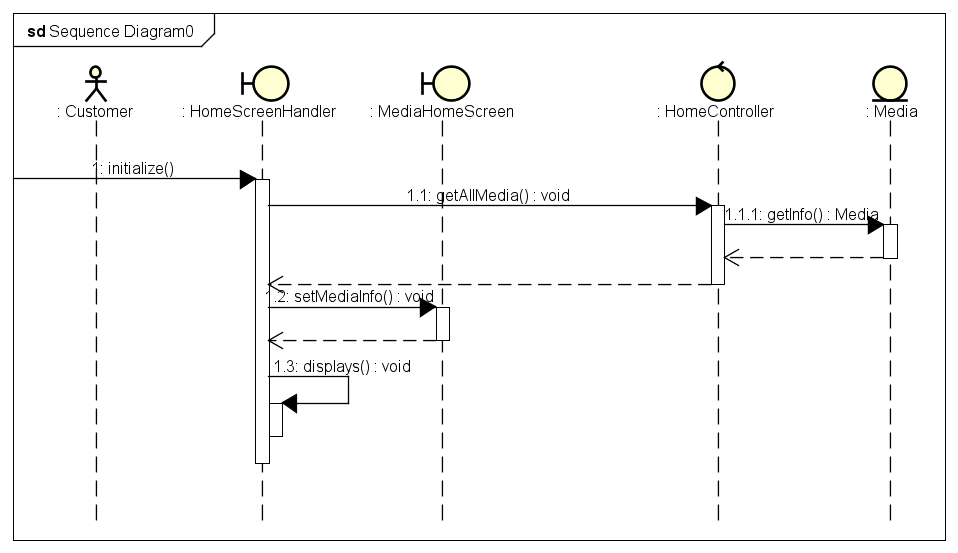 sd Sequence Diagram0
: Customer
: HomeScreenHandler
: MediaHomeScreen
: HomeController
: Media
1: initialize()
1.1: getAllMedia() : void
1.1.1: getInfo() : Media
1.2: setMediaInfo() : void
1.3: displays() : void